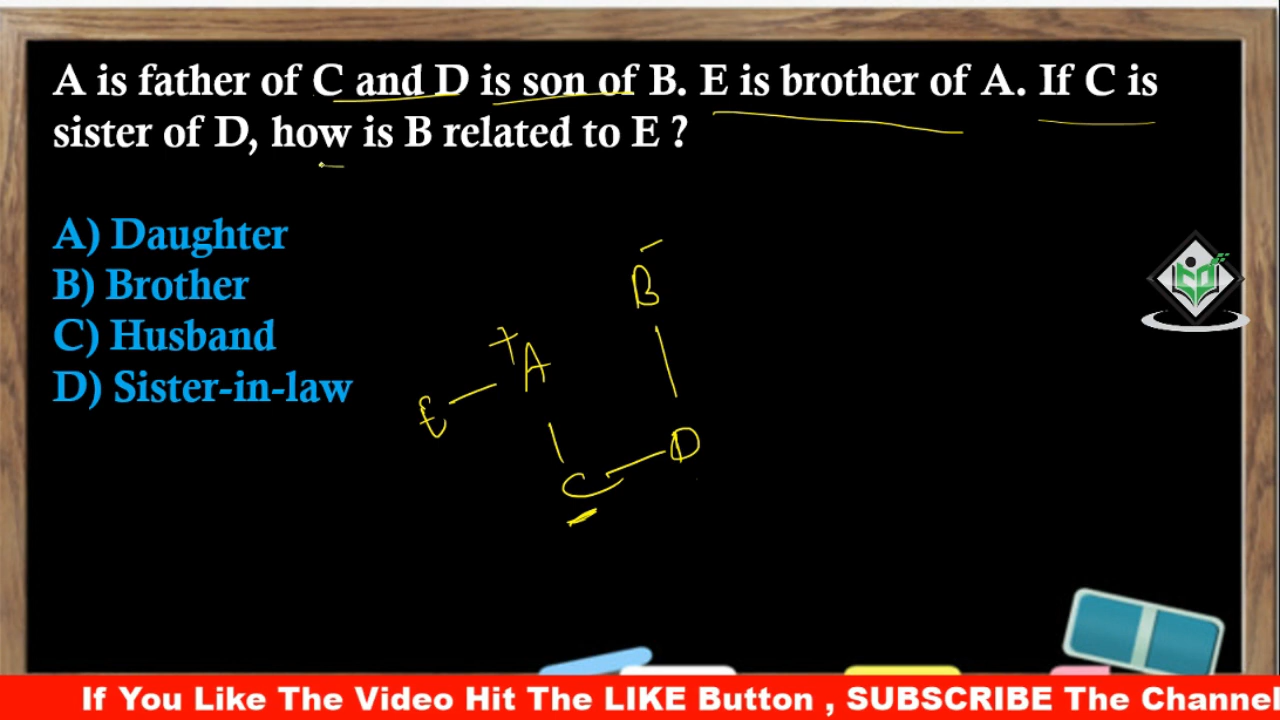 A is father of C and D is son of B. E is brother of A. If C is
sister of D, how is B related to E ?
A) Daughter
B) Brother
C) Husband
D) Sister-in-law
B
+ A
E
D
C
If You Like The Video Hit The LIKE Button , SUBSCRIBE The Channel